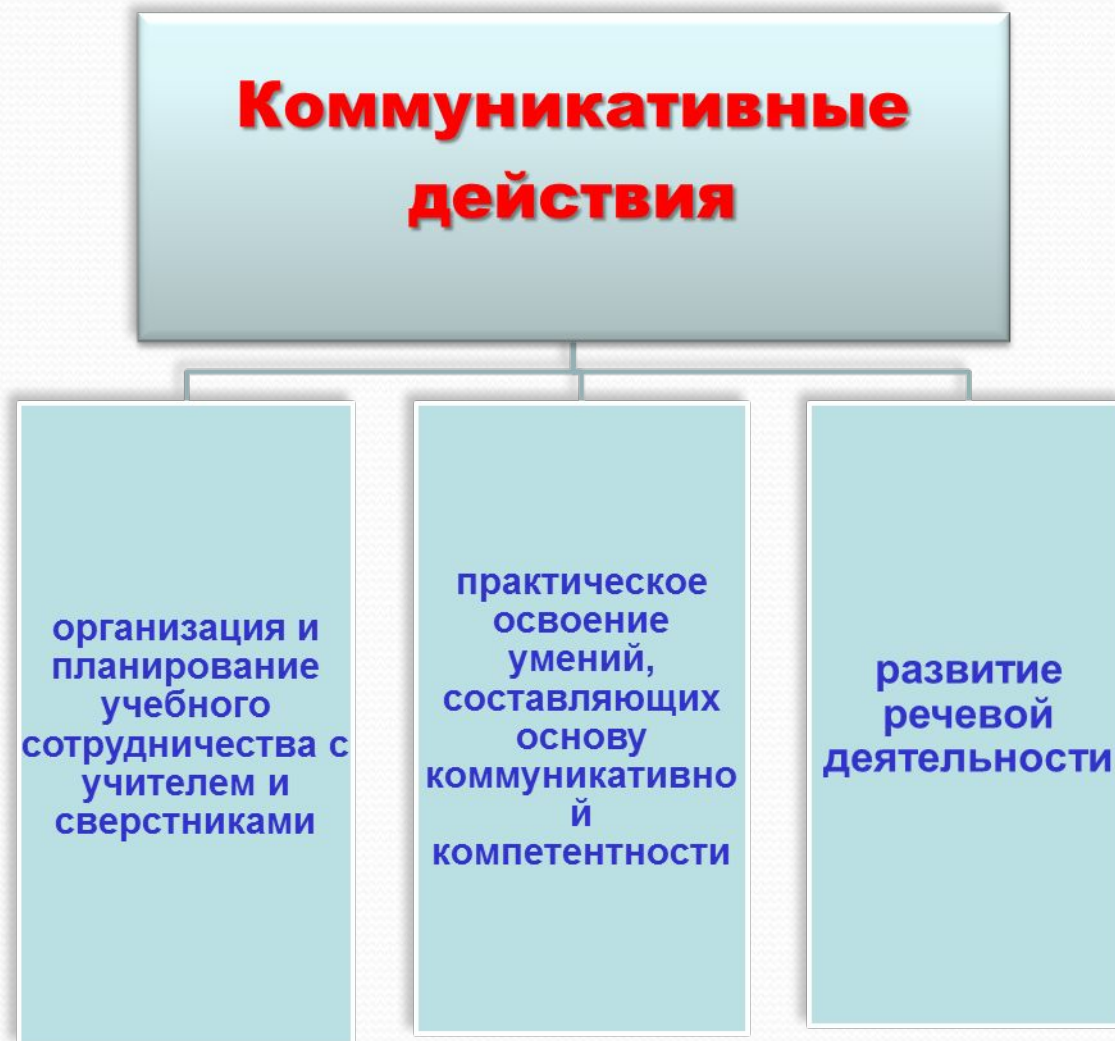 Коммуникативные
действия
организация и
планирование
учебного
сотрудничества с
учителем и
сверстниками
практическое
освоение
умений,
составляющих
основу
коммуникативно
й
компетентности
развитие
речевой
деятельности